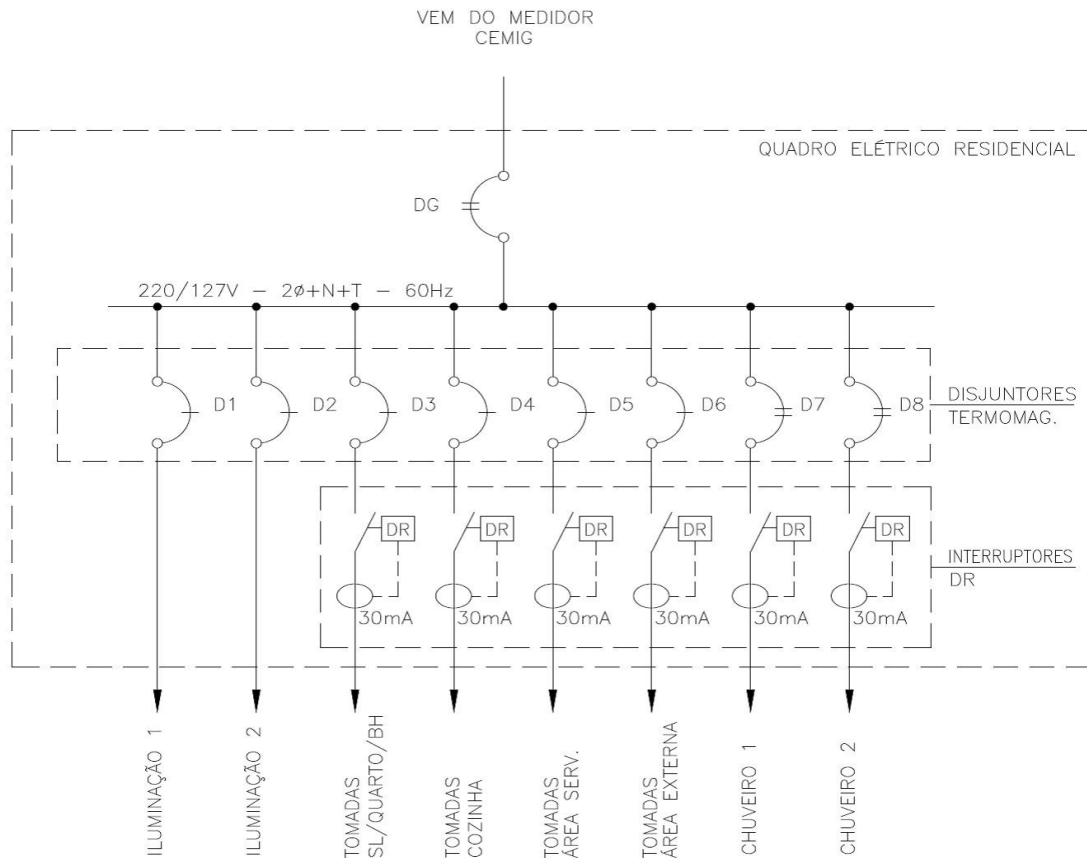 VEM DO MEDIDOR
CEMIG
QUADRO ELÉTRICO RESIDENCIAL
DG
220/127V – 2ø+N+T – 60Hz
D1
D2
D3
D4
D5
D6
D7
D8
DISJUNTORES
TERMOMAG.
DR
DR
DR
DR
DR
DR
INTERRUPTORES
DR
30mA
30mA
30mA
30mA
30mA
30mA
ILUMINAÇÃO 1
ILUMINAÇÃO 2
TOMADAS
SL/QUARTO/BH
TOMADAS
COZINHA
TOMADAS
ÁREA SERV.
TOMADAS
ÁREA EXTERNA
CHUVEIRO 1
CHUVEIRO 2